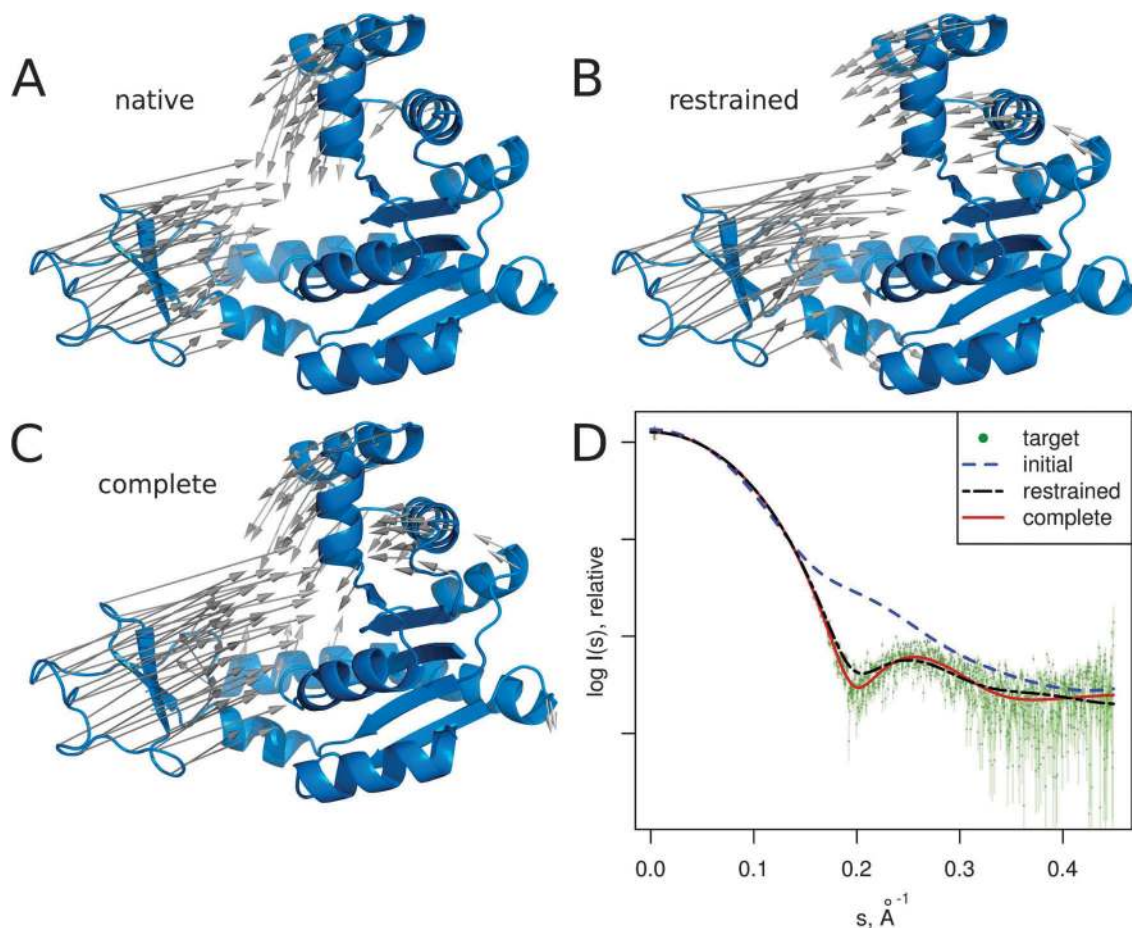 A
native
B
restrained
C
complete
D
target
initial
restrained
complete
log I(s), relative
0.0 0.1 0.2 0.3 0.4
s, Å⁻¹